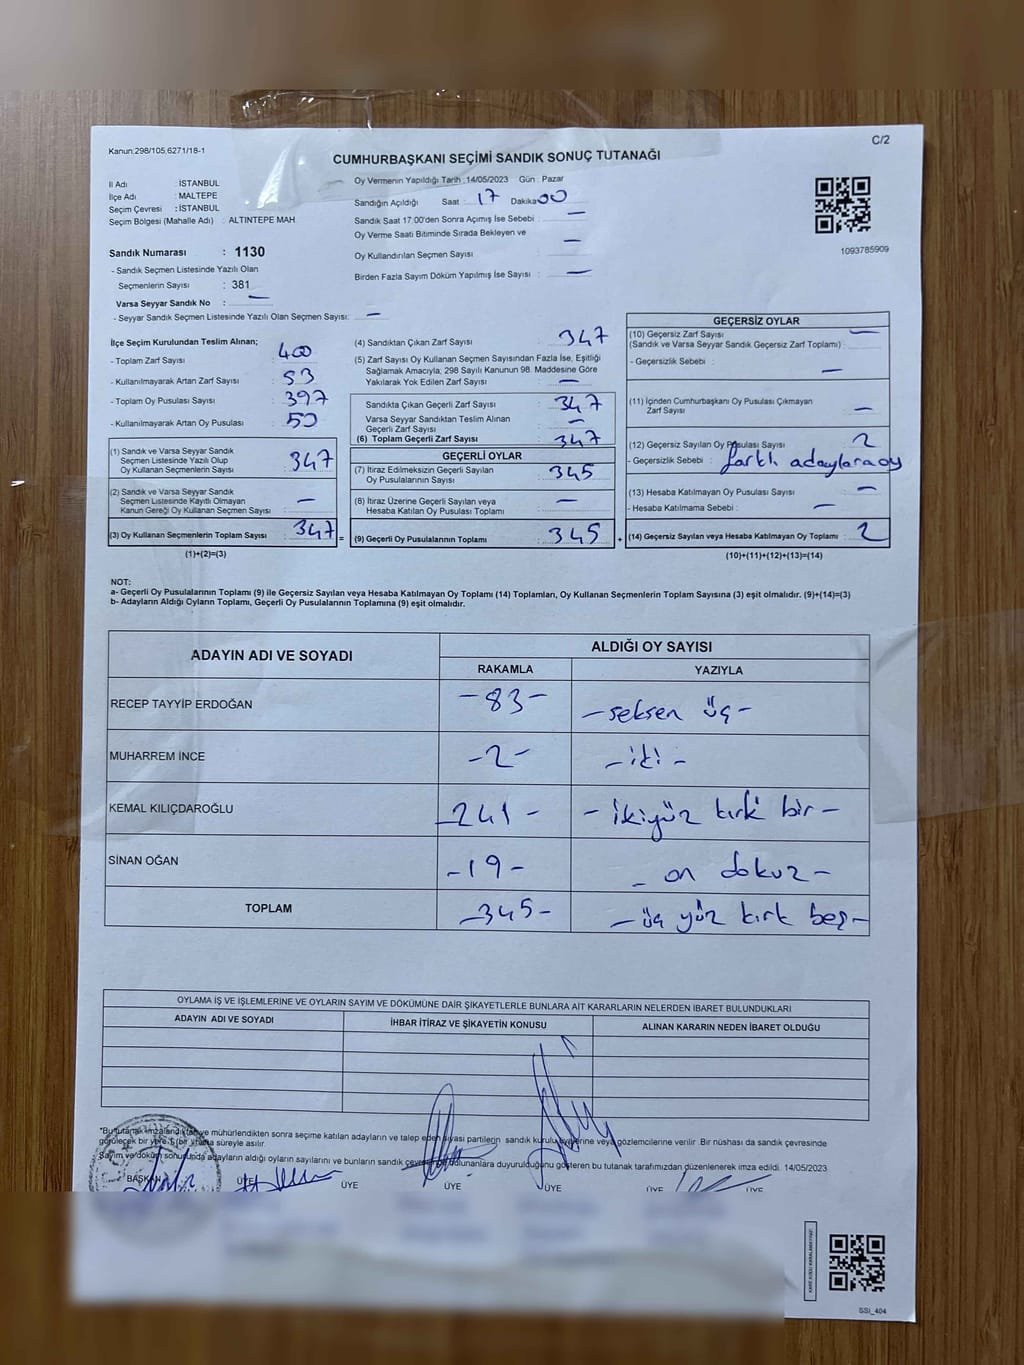 C/2
Kanun:298/105;6271/18-1
CUMHURBAŞKANI SEÇİMİ SANDIK SONUÇ TUTANAĞI
İl Adı : İSTANBUL
İlçe Adı : MALTEPE
Seçim Çevresi : İSTANBUL
Seçim Bölgesi (Mahalle Adı) : ALTINTEPE MAH
Sandık Numarası : 1130
- Sandık Seçmen Listesinde Yazılı Olan
Seçmenlerin Sayısı : 381
Varsa Seyyar Sandık No : —
- Seyyar Sandık Seçmen Listesinde Yazılı Olan Seçmen Sayısı: —
Oy Vermenin Yapıldığı Tarih :14/05/2023 Gün : Pazar
Sandığın Açıldığı Saat : 17 Dakika 00
Sandık Saat 17:00'den Sonra Açımış İse Sebebi : —
Oy Verme Saati Bitiminde Sırada Bekleyen ve
Oy Kullandırılan Seçmen Sayısı : —
Birden Fazla Sayım Döküm Yapılmış İse Sayısı : —
1093785909
İlçe Seçim Kurulundan Teslim Alınan;
- Toplam Zarf Sayısı : 400
- Kullanılmayarak Artan Zarf Sayısı : 53
- Toplam Oy Pusulası Sayısı : 397
- Kullanılmayarak Artan Oy Pusulası : 50
(1) Sandık ve Varsa Seyyar Sandık
Seçmen Listesinde Yazılı Olup
Oy Kullanan Seçmenlerin Sayısı : 347
(2) Sandık ve Varsa Seyyar Sandık
Seçmen Listesinde Kayıtlı Olmayan
Kanun Gereği Oy Kullanan Seçmen Sayısı : —
(3) Oy Kullanan Seçmenlerin Toplam Sayısı : 347 =
(1)+(2)=(3)
(4) Sandıktan Çıkan Zarf Sayısı : 347
(5) Zarf Sayısı Oy Kullanan Seçmen Sayısından Fazla İse, Eşitliği
Sağlamak Amacıyla, 298 Sayılı Kanunun 98. Maddesine Göre
Yakılarak Yok Edilen Zarf Sayısı : —
Sandıkta Çıkan Geçerli Zarf Sayısı : 347
Varsa Seyyar Sandıktan Teslim Alınan
Geçerli Zarf Sayısı : —
(6) Toplam Geçerli Zarf Sayısı : 347
GEÇERLİ OYLAR
(7) İtiraz Edilmeksizin Geçerli Sayılan
Oy Pusulalarının Sayısı : 345
(8) İtiraz Üzerine Geçerli Sayılan veya
Hesaba Katılan Oy Pusulası Toplamı : —
(9) Geçerli Oy Pusulalarının Toplamı : 345 +
GEÇERSİZ OYLAR
(10) Geçersiz Zarf Sayısı —
(Sandık ve Varsa Seyyar Sandık Geçersiz Zarf Toplamı) :
- Geçersizlik Sebebi : —
(11) İçinden Cumhurbaşkanı Oy Pusulası Çıkmayan
Zarf Sayısı : —
(12) Geçersiz Sayılan Oy Pusulası Sayısı : 2
- Geçersizlik Sebebi : farklı adaylara oy
(13) Hesaba Katılmayan Oy Pusulası Sayısı : —
- Hesaba Katılmama Sebebi : —
(14) Geçersiz Sayılan veya Hesaba Katılmayan Oy Toplamı : 2
(10)+(11)+(12)+(13)=(14)
NOT:
a- Geçerli Oy Pusulalarının Toplamı (9) ile Geçersiz Sayılan veya Hesaba Katılmayan Oy Toplamı (14) Toplamları, Oy Kullanan Seçmenlerin Toplam Sayısına (3) eşit olmalıdır. (9)+(14)=(3)
b- Adayların Aldığı Oyların Toplamı, Geçerli Oy Pusulalarının Toplamına (9) eşit olmalıdır.
ADAYIN ADI VE SOYADI ALDIĞI OY SAYISI
RAKAMLA YAZIYLA
RECEP TAYYİP ERDOĞAN -83- -seksen üç-
MUHARREM İNCE -2- -iki-
KEMAL KILIÇDAROĞLU -241- -ikiyüz kırk bir-
SİNAN OĞAN -19- -on dokuz-
TOPLAM -345- -üç yüz kırk beş-
OYLAMA İŞ VE İŞLEMLERİNE VE OYLARIN SAYIM VE DÖKÜMÜNE DAİR ŞİKAYETLERLE BUNLARA AİT KARARLARIN NELERDEN İBARET BULUNDUKLARI
ADAYIN ADI VE SOYADI İHBAR İTİRAZ VE ŞİKAYETİN KONUSU ALINAN KARARIN NEDEN İBARET OLDUĞU
*Bu tutanak imzalandıktan ve mühürlendikten sonra seçime katılan adayların ve talep eden siyasi partilerin sandık kurulu üyelerine veya gözlemcilerine verilir .Bir nüshası da sandık çevresinde
görülecek bir yere bir hafta süreyle asılır.
Sayım ve döküm sonucunda adayların aldığı oyların sayılarını ve bunların sandık çevresinde bulunanlara duyurulduğunu gösteren bu tutanak tarafımızdan düzenlenerek imza edildi. 14/05/2023
BAŞKAN ÜYE ÜYE ÜYE ÜYE ÜYE ÜYE
SSİ_404